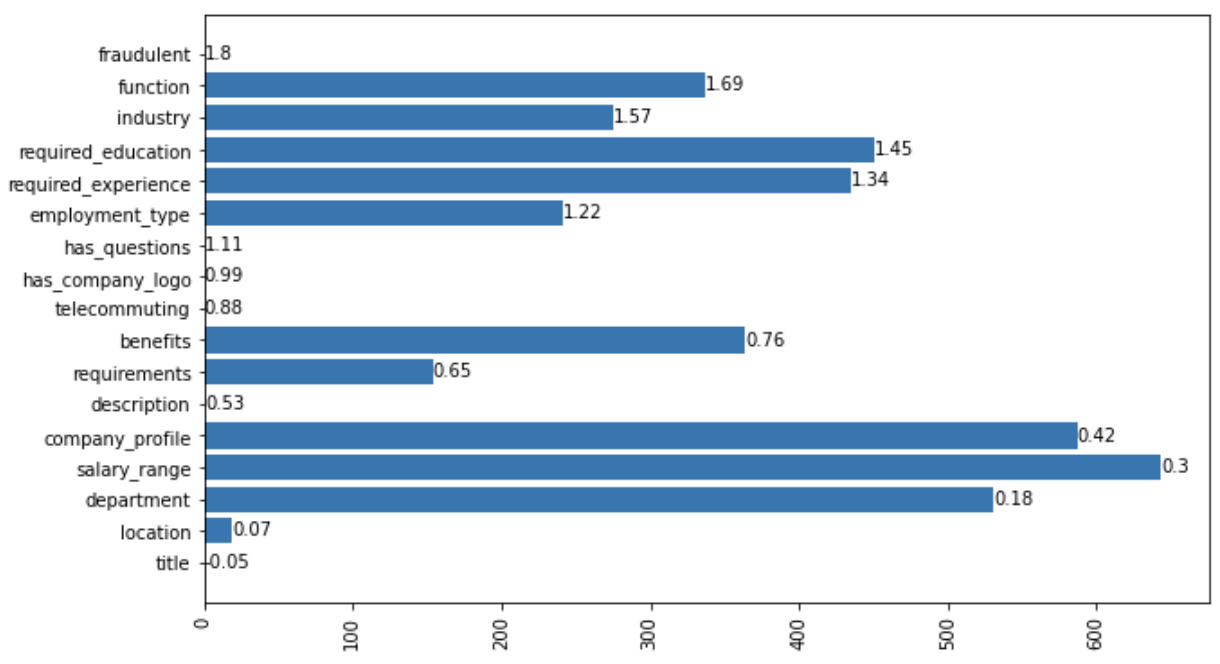 fraudulent 1.8
function 1.69
industry 1.57
required_education 1.45
required_experience 1.34
employment_type 1.22
has_questions 1.11
has_company_logo 0.99
telecommuting 0.88
benefits 0.76
requirements 0.65
description 0.53
company_profile 0.42
salary_range 0.3
department 0.18
location 0.07
title -0.05
0 100 200 300 400 500 600